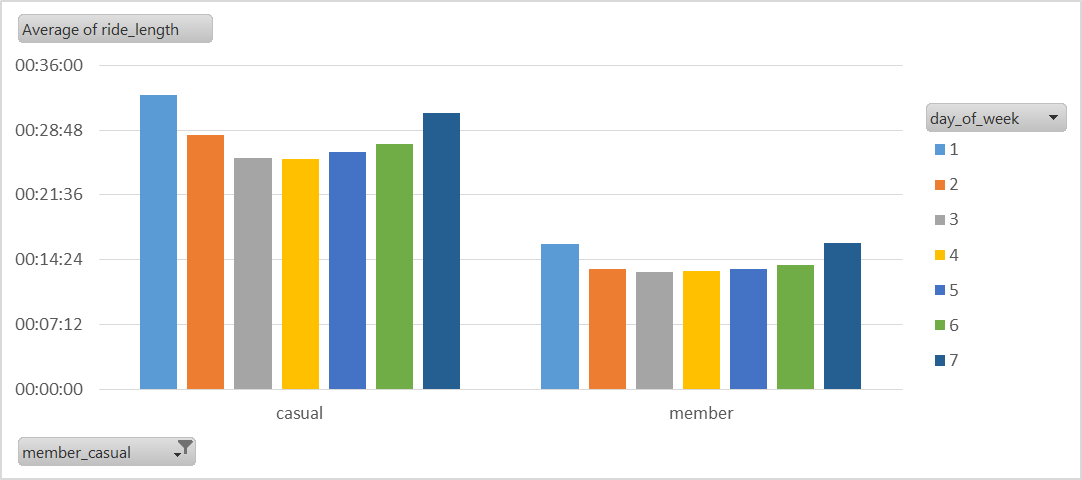 Average of ride_length
00:36:00
00:28:48
00:21:36
00:14:24
00:07:12
00:00:00
casual
member
day_of_week
1
2
3
4
5
6
7
member_casual